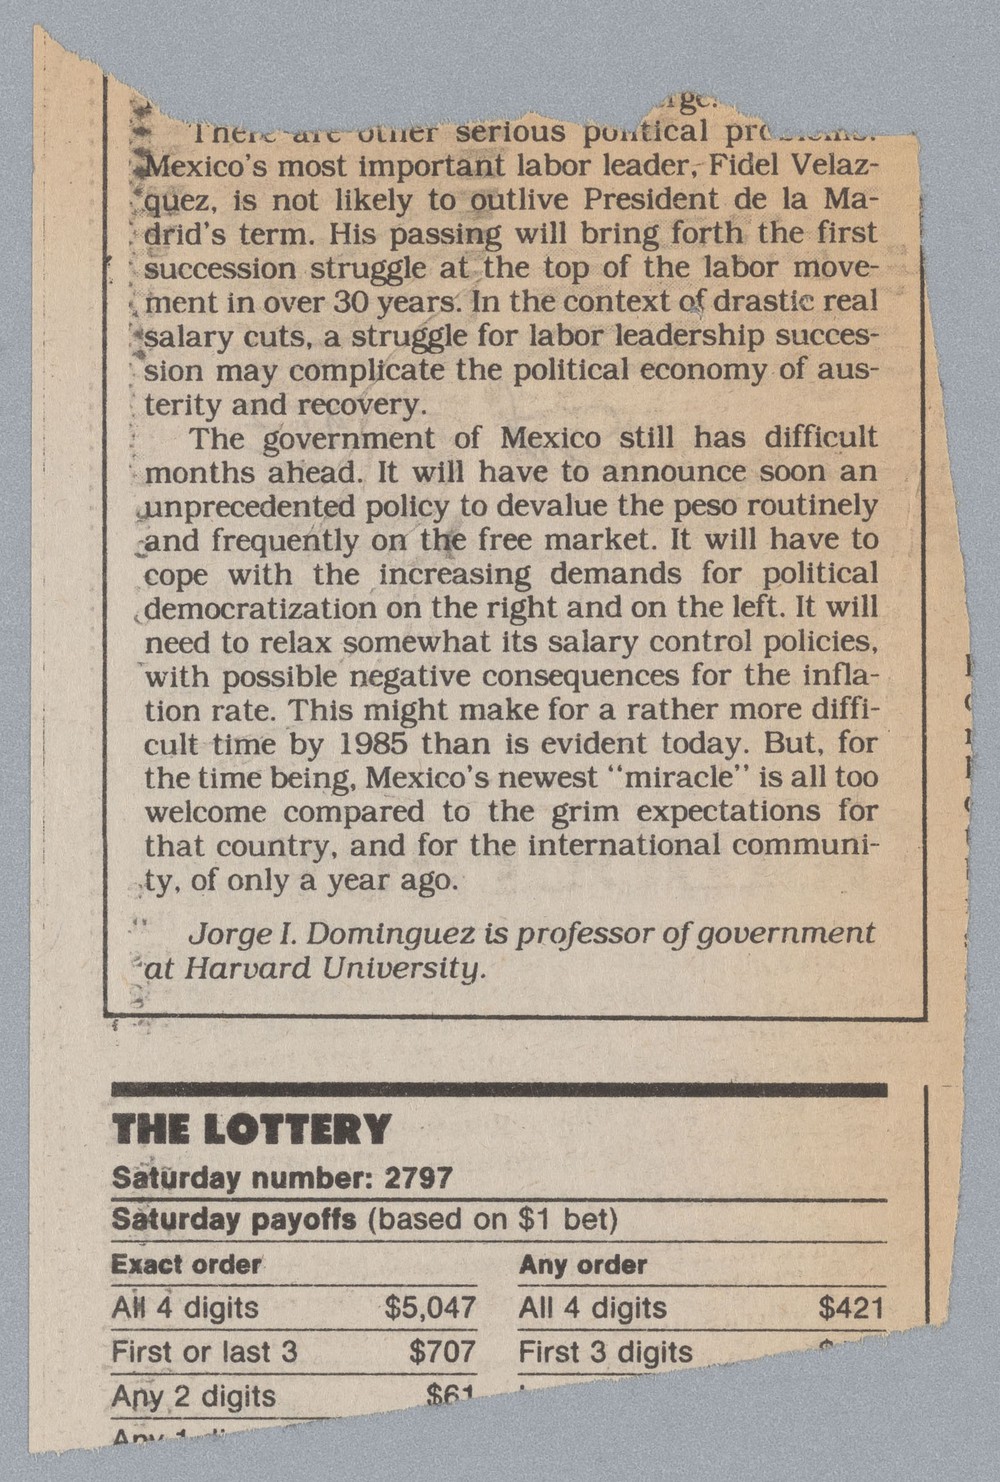 There are other serious political problems.
Mexico's most important labor leader, Fidel Velaz-
quez, is not likely to outlive President de la Ma-
drid's term. His passing will bring forth the first
succession struggle at the top of the labor move-
ment in over 30 years. In the context of drastic real
salary cuts, a struggle for labor leadership succes-
sion may complicate the political economy of aus-
terity and recovery.
The government of Mexico still has difficult
months ahead. It will have to announce soon an
unprecedented policy to devalue the peso routinely
and frequently on the free market. It will have to
cope with the increasing demands for political
democratization on the right and on the left. It will
need to relax somewhat its salary control policies,
with possible negative consequences for the infla-
tion rate. This might make for a rather more diffi-
cult time by 1985 than is evident today. But, for
the time being, Mexico's newest "miracle" is all too
welcome compared to the grim expectations for
that country, and for the international communi-
ty, of only a year ago.
Jorge I. Dominguez is professor of government
at Harvard University.
THE LOTTERY
Saturday number: 2797
Saturday payoffs (based on $1 bet)
Exact order Any order
All 4 digits $5,047 All 4 digits $421
First or last 3 $707 First 3 digits
Any 2 digits $61
Any 1